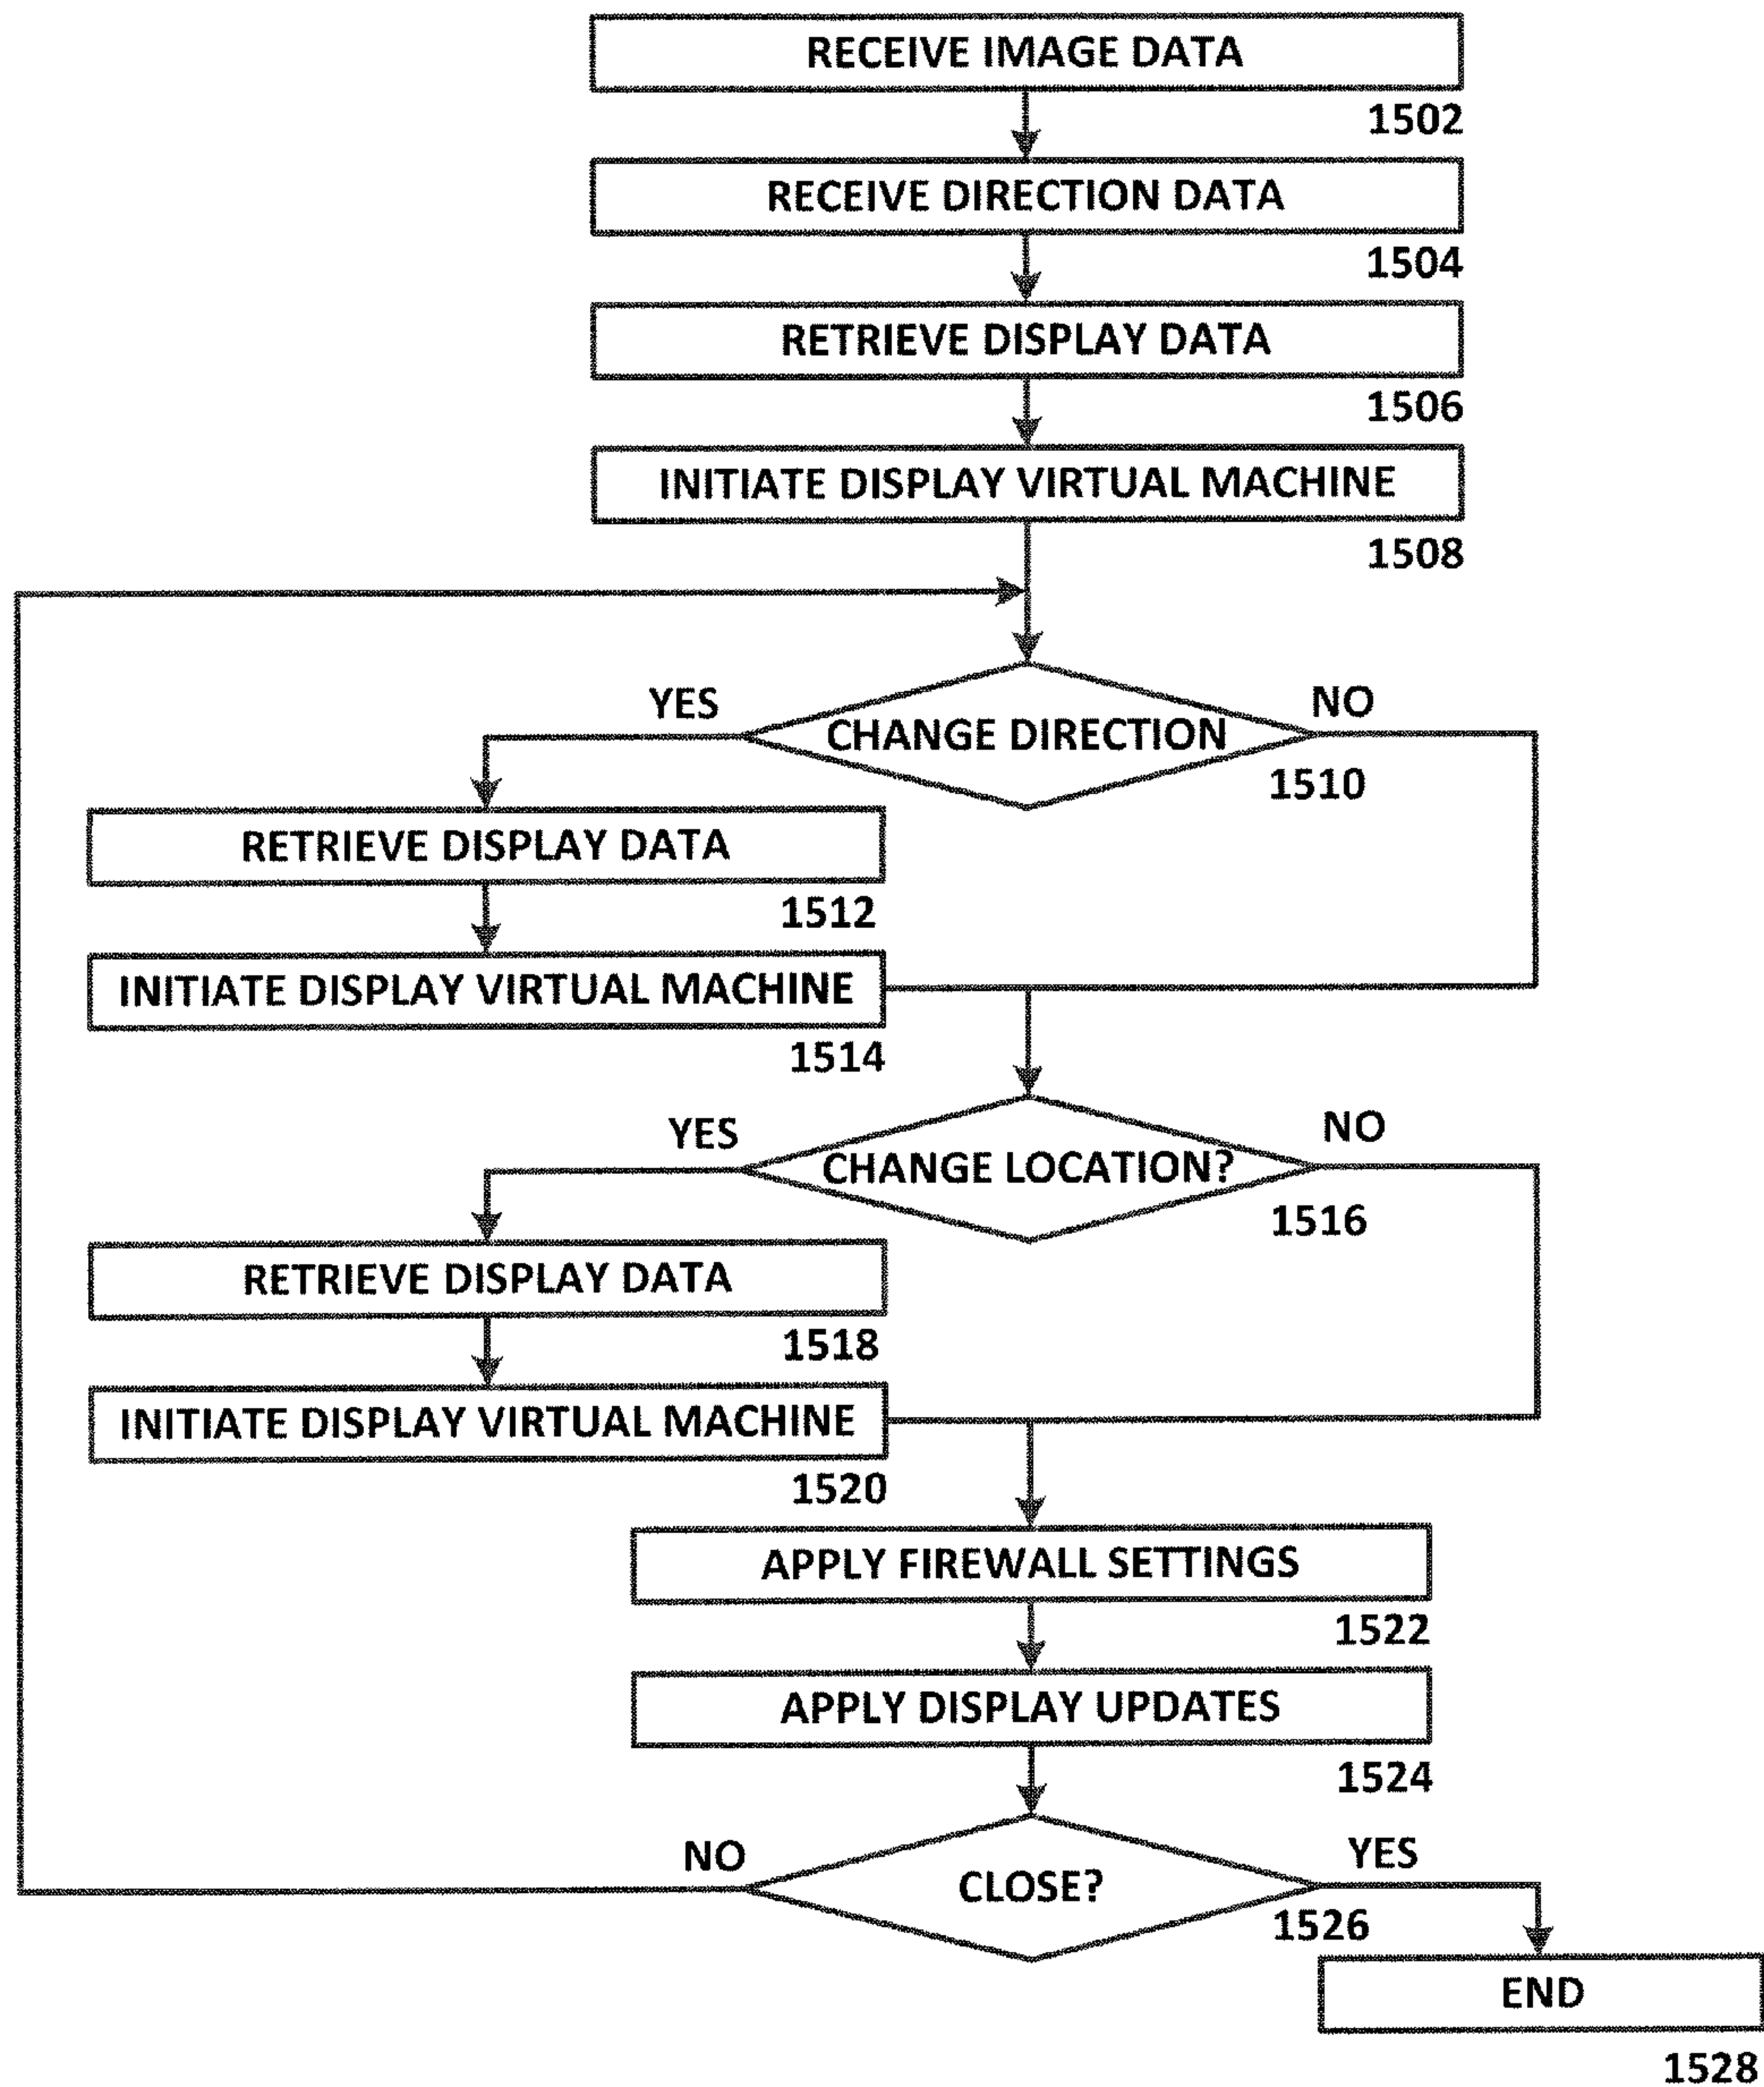 RECEIVE IMAGE DATA
1502
RECEIVE DIRECTION DATA
1504
RETRIEVE DISPLAY DATA
1506
INITIATE DISPLAY VIRTUAL MACHINE
1508
YES
NO
CHANGE DIRECTION
1510
RETRIEVE DISPLAY DATA
1512
INITIATE DISPLAY VIRTUAL MACHINE
1514
YES
NO
CHANGE LOCATION?
1516
RETRIEVE DISPLAY DATA
1518
INITIATE DISPLAY VIRTUAL MACHINE
1520
APPLY FIREWALL SETTINGS
1522
APPLY DISPLAY UPDATES
1524
NO
YES
CLOSE?
1526
END
1528